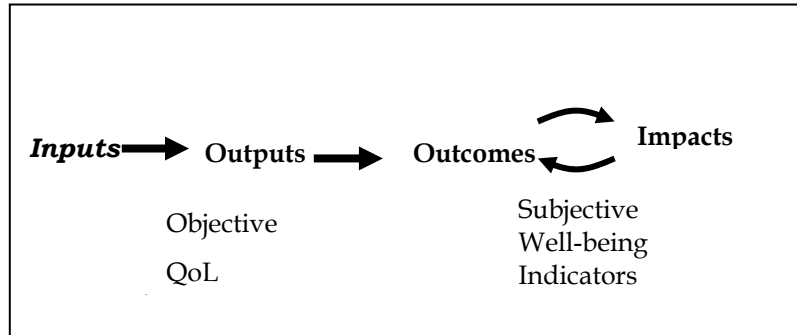 Inputs Outputs Outcomes Impacts
Objective
QoL
Subjective
Well-being
Indicators